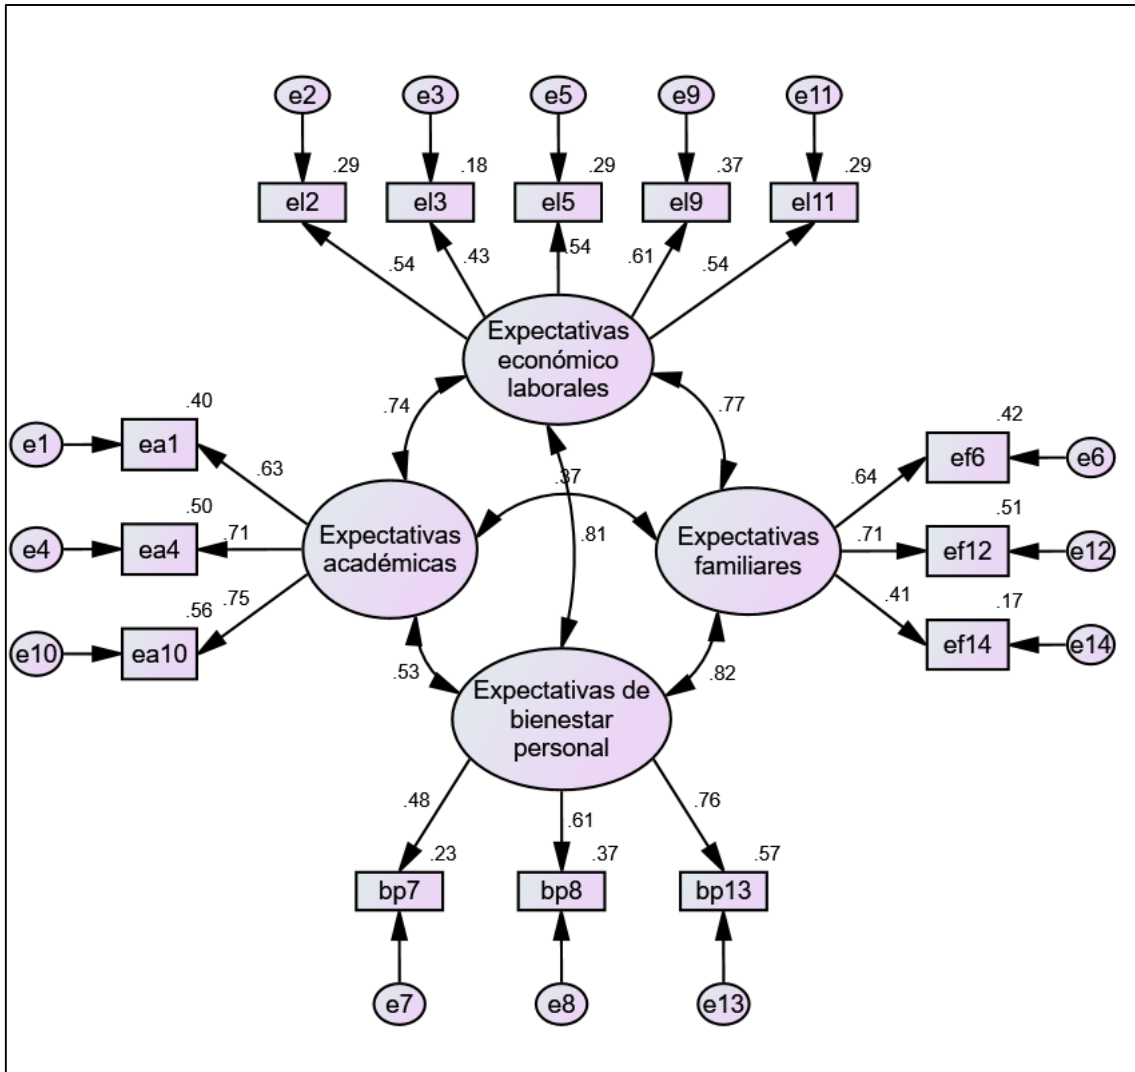 e2 e3 e5 e9 e11
.29 .18 .29 .37 .29
el2 el3 el5 el9 el11
.54 .43 .54 .61 .54
Expectativas
económico
laborales
.74 .77
.40
e1 ea1
.63
.50
e4 ea4
.71
.56 .75
e10 ea10
Expectativas
académicas
.37
.81
Expectativas
familiares
.42
.64 ef6 e6
.51
.71 ef12 e12
.41 .17
ef14 e14
.53 .82
Expectativas de
bienestar
personal
.48 .61 .76
.23 .37 .57
bp7 bp8 bp13
e7 e8 e13